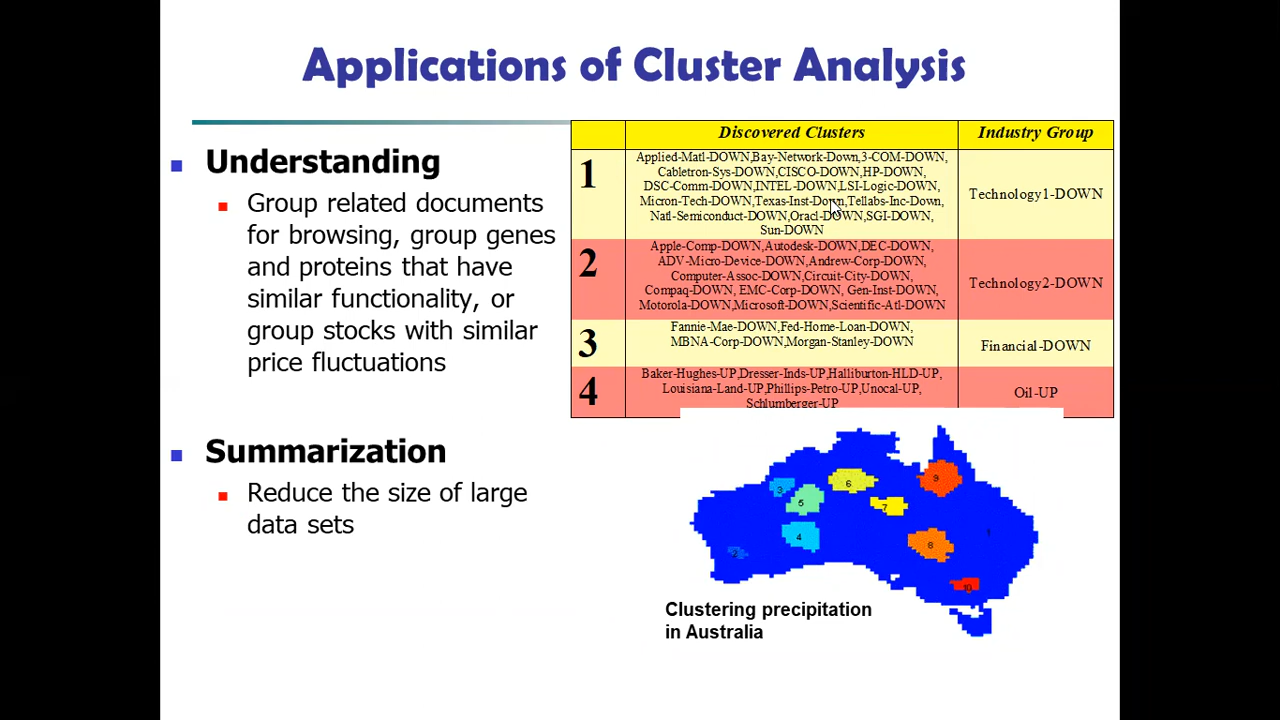 Applications of Cluster Analysis
Understanding
Group related documents
for browsing, group genes
and proteins that have
similar functionality, or
group stocks with similar
price fluctuations
Summarization
Reduce the size of large
data sets
Discovered Clusters
Industry Group
1
Applied-Matl-DOWN,Bay-Network-Down,3-COM-DOWN,
Cabletron-Sys-DOWN,CISCO-DOWN,HP-DOWN,
DSC-Comm-DOWN,INTEL-DOWN,LSI-Logic-DOWN,
Micron-Tech-DOWN,Texas-Inst-Down,Tellabs-Inc-Down,
Natl-Semiconduct-DOWN,Oracl-DOWN,SGI-DOWN,
Sun-DOWN
Technology1-DOWN
2
Apple-Comp-DOWN,Autodesk-DOWN,DEC-DOWN,
ADV-Micro-Device-DOWN,Andrew-Corp-DOWN,
Computer-Assoc-DOWN,Circuit-City-DOWN,
Compaq-DOWN, EMC-Corp-DOWN, Gen-Inst-DOWN,
Motorola-DOWN,Microsoft-DOWN,Scientific-Atl-DOWN
Technology2-DOWN
3
Fannie-Mae-DOWN,Fed-Home-Loan-DOWN,
MBNA-Corp-DOWN,Morgan-Stanley-DOWN
Financial-DOWN
4
Baker-Hughes-UP,Dresser-Inds-UP,Halliburton-HLD-UP,
Louisiana-Land-UP,Phillips-Petro-UP,Unocal-UP,
Schlumberger-UP
Oil-UP
3
5
6
7
9
4
2
8
1
10
Clustering precipitation
in Australia